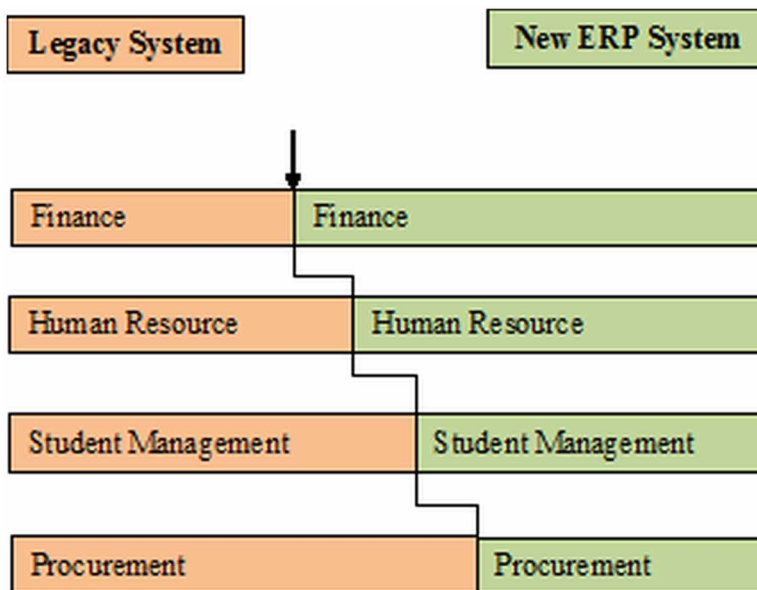 Legacy System
New ERP System
Finance
Finance
Human Resource
Human Resource
Student Management
Student Management
Procurement
Procurement